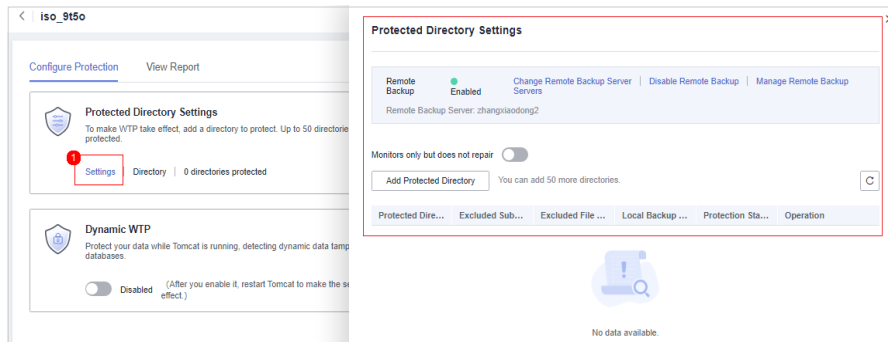 iso_9t5o
Configure Protection View Report
Protected Directory Settings
To make WTP take effect, add a directory to protect. Up to 50 directorie
protected.
1
Settings Directory 0 directories protected
Dynamic WTP
Protect your data while Tomcat is running, detecting dynamic data tamp
databases.
Disabled (After you enable it, restart Tomcat to make the se
effect.)
Protected Directory Settings
Remote Backup Enabled Change Remote Backup Server Disable Remote Backup Manage Remote Backup Servers
Remote Backup Server: zhangxiaodong2
Monitors only but does not repair
Add Protected Directory You can add 50 more directories.
Protected Dire... Excluded Sub... Excluded File ... Local Backup ... Protection Sta... Operation
No data available.